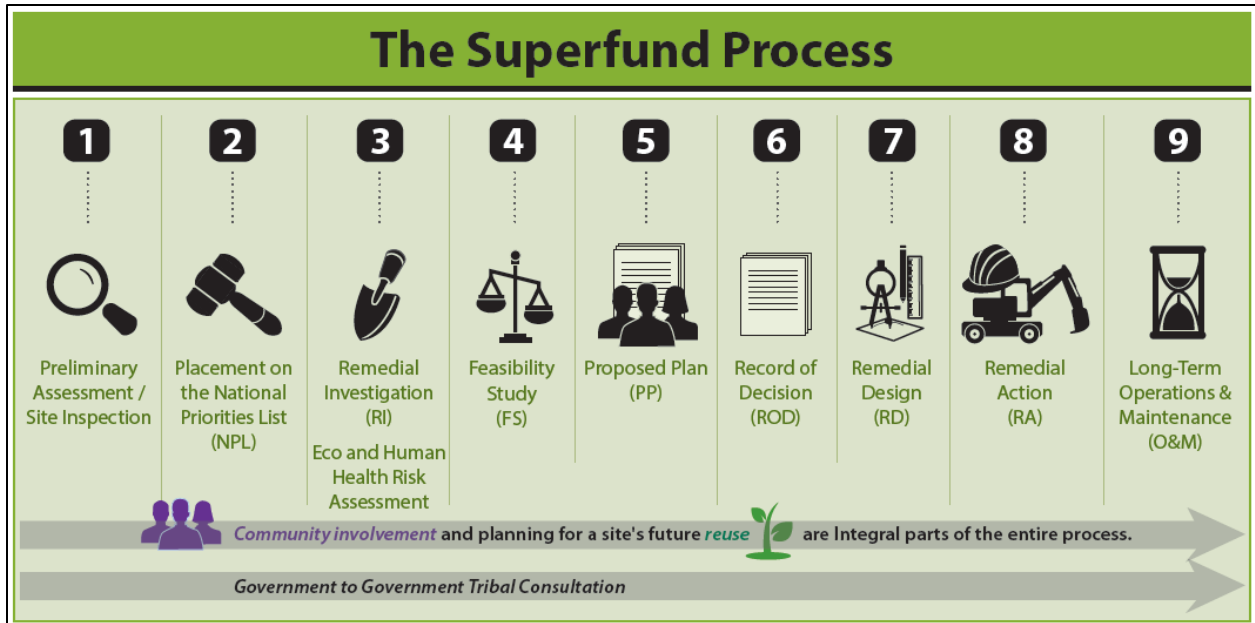 The Superfund Process
1
2
3
4
5
6
7
8
9
Preliminary
Assessment /
Site Inspection
Placement on
the National
Priorities List
(NPL)
Remedial
Investigation
(RI)
Eco and Human
Health Risk
Assessment
Feasibility
Study
(FS)
Proposed Plan
(PP)
Record of
Decision
(ROD)
Remedial
Design
(RD)
Remedial
Action
(RA)
Long-Term
Operations &
Maintenance
(O&M)
Community involvement and planning for a site's future reuse are Integral parts of the entire process.
Government to Government Tribal Consultation